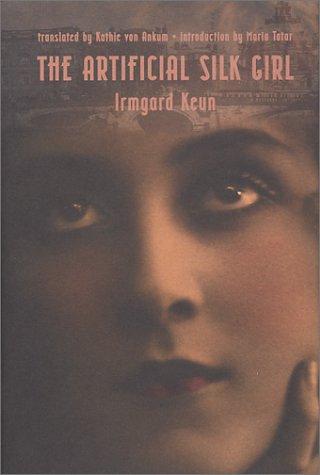 translated by Kathie von Ankum • introduction by Maria Tatar
THE ARTIFICIAL SILK GIRL
Irmgard Keun